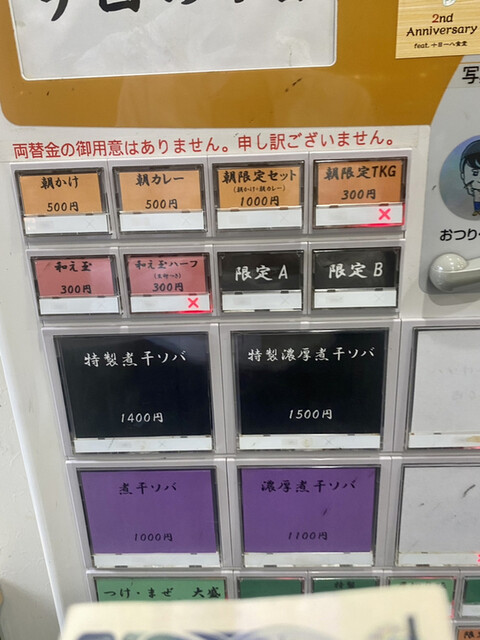 2nd
Anniversary
両替金の御用意はありません。申し訳ございません。
朝かけ
500円
朝カレー
500円
朝限定セット
(朝かけ・朝カレー)
1000円
朝限定TKG
300円
和え玉
300円
和え玉ハーフ
300円
限定A
限定B
おつり
特製煮干ソバ
1400円
特製濃厚煮干ソバ
1500円
煮干ソバ
1000円
濃厚煮干ソバ
1100円
つけ・まぜ 大盛